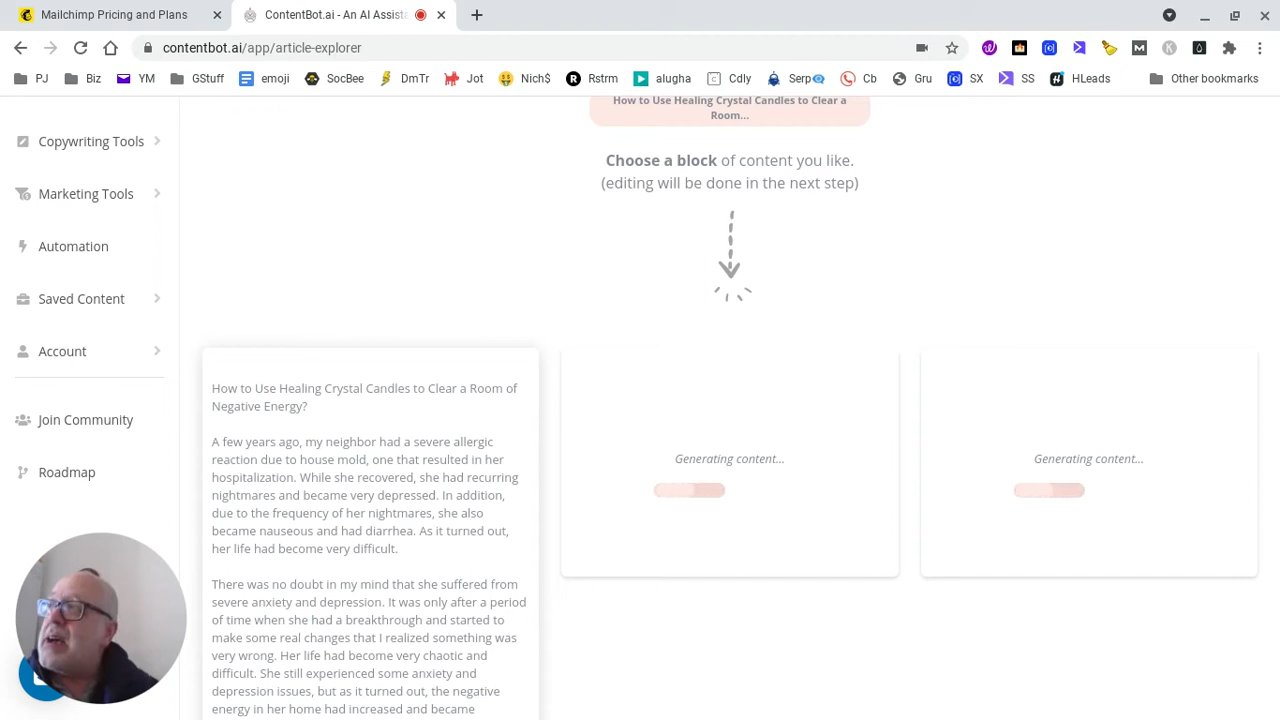 Mailchimp Pricing and Plans
ContentBot.ai - An AI Assist
contentbot.ai/app/article-explorer
PJ
Biz
YM
GStuff
emoji
SocBee
DmTr
Jot
Nich$
Rstrm
alugha
Cdly
Serp
Cb
Gru
SX
SS
HLeads
Other bookmarks
Copywriting Tools
Marketing Tools
Automation
Saved Content
Account
Join Community
Roadmap
How to Use Healing Crystal Candles to Clear a
Room...
Choose a block of content you like.
(editing will be done in the next step)
How to Use Healing Crystal Candles to Clear a Room of
Negative Energy?
A few years ago, my neighbor had a severe allergic
reaction due to house mold, one that resulted in her
hospitalization. While she recovered, she had recurring
nightmares and became very depressed. In addition,
due to the frequency of her nightmares, she also
became nauseous and had diarrhea. As it turned out,
her life had become very difficult.
There was no doubt in my mind that she suffered from
severe anxiety and depression. It was only after a period
of time when she had a breakthrough and started to
make some real changes that I realized something was
very wrong. Her life had become very chaotic and
difficult. She still experienced some anxiety and
depression issues, but as it turned out, the negative
energy in her home had increased and became
Generating content...
Generating content...